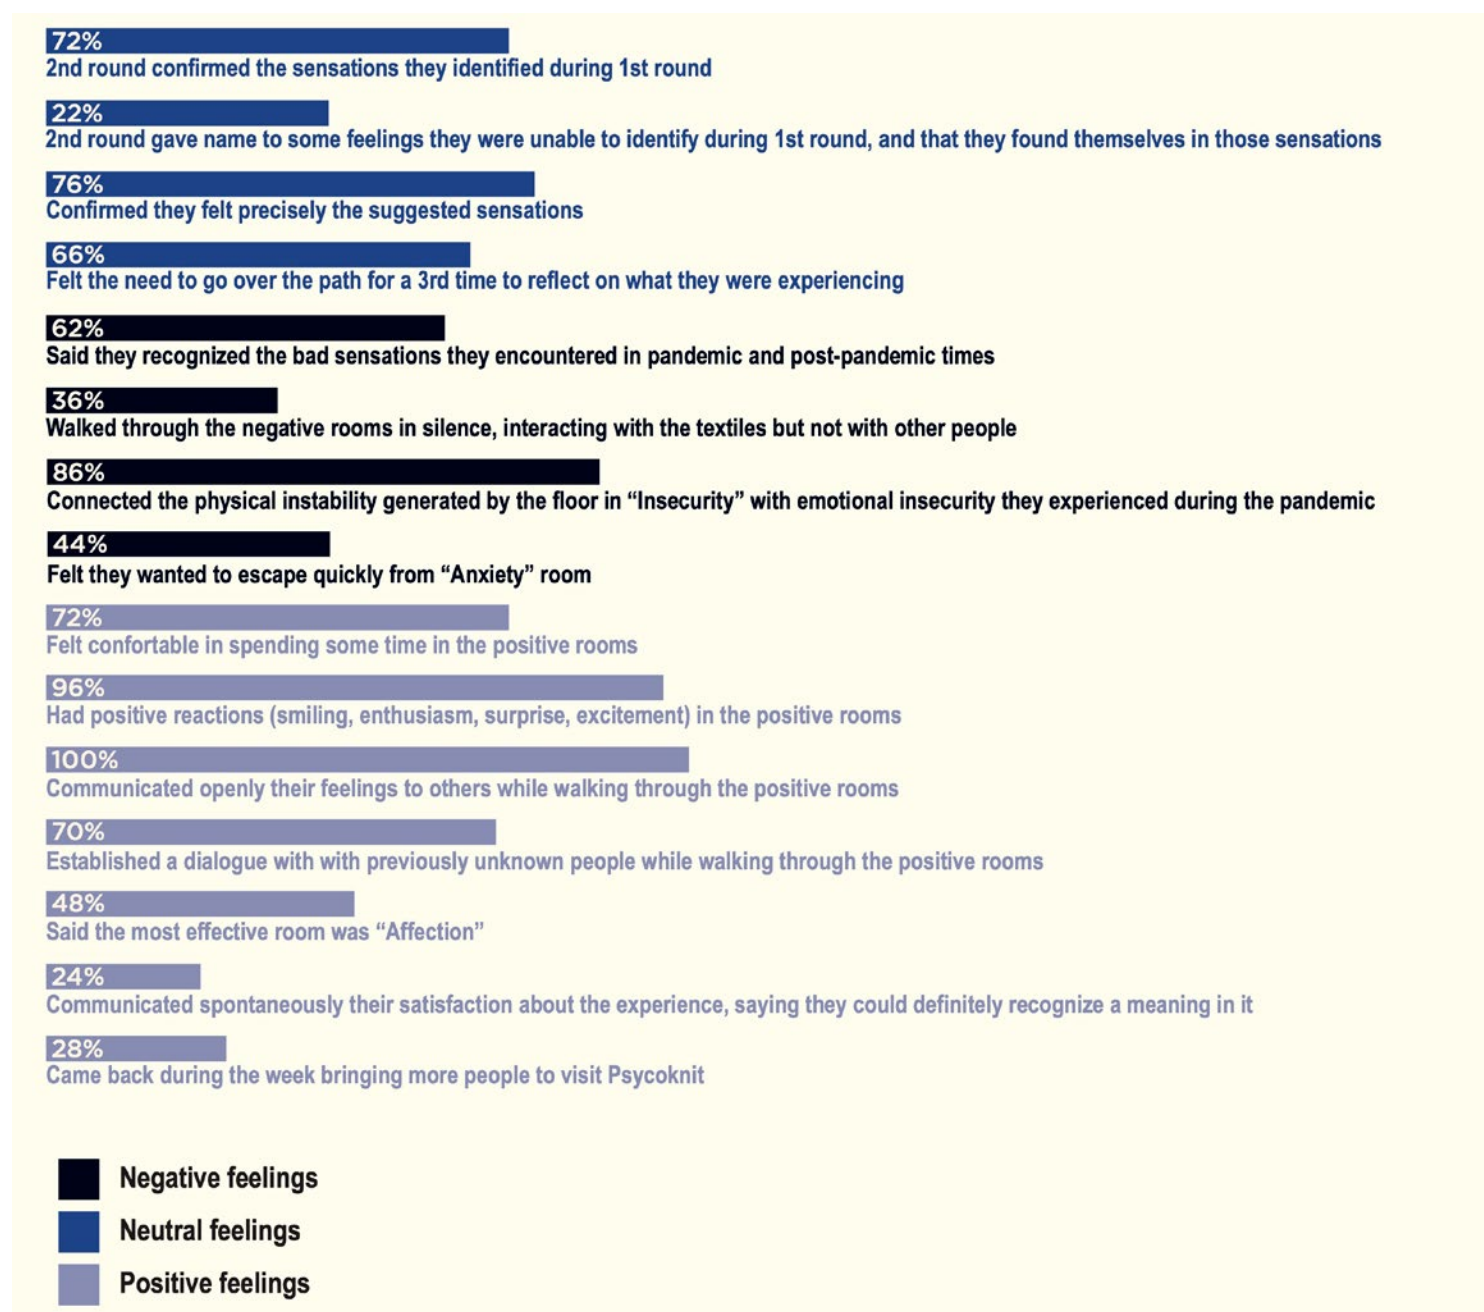 72%
2nd round confirmed the sensations they identified during 1st round
22%
2nd round gave name to some feelings they were unable to identify during 1st round, and that they found themselves in those sensations
76%
Confirmed they felt precisely the suggested sensations
66%
Felt the need to go over the path for a 3rd time to reflect on what they were experiencing
62%
Said they recognized the bad sensations they encountered in pandemic and post-pandemic times
36%
Walked through the negative rooms in silence, interacting with the textiles but not with other people
86%
Connected the physical instability generated by the floor in “Insecurity” with emotional insecurity they experienced during the pandemic
44%
Felt they wanted to escape quickly from “Anxiety” room
72%
Felt confortable in spending some time in the positive rooms
96%
Had positive reactions (smiling, enthusiasm, surprise, excitement) in the positive rooms
100%
Communicated openly their feelings to others while walking through the positive rooms
70%
Established a dialogue with with previously unknown people while walking through the positive rooms
48%
Said the most effective room was “Affection”
24%
Communicated spontaneously their satisfaction about the experience, saying they could definitely recognize a meaning in it
28%
Came back during the week bringing more people to visit Psycoknit
Negative feelings
Neutral feelings
Positive feelings